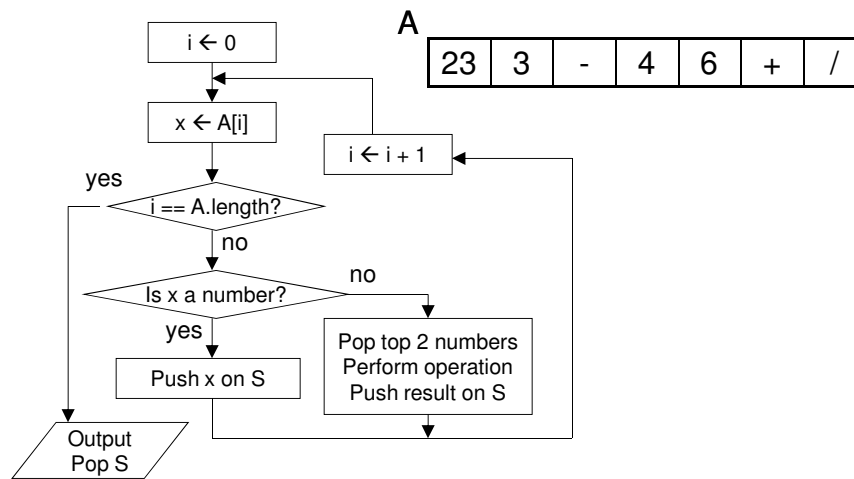 A
23 3 - 4 6 + /
i ← 0
x ← A[i]
i ← i + 1
yes
i == A.length?
no
Is x a number?
no
yes
Pop top 2 numbers
Perform operation
Push result on S
Push x on S
Output
Pop S